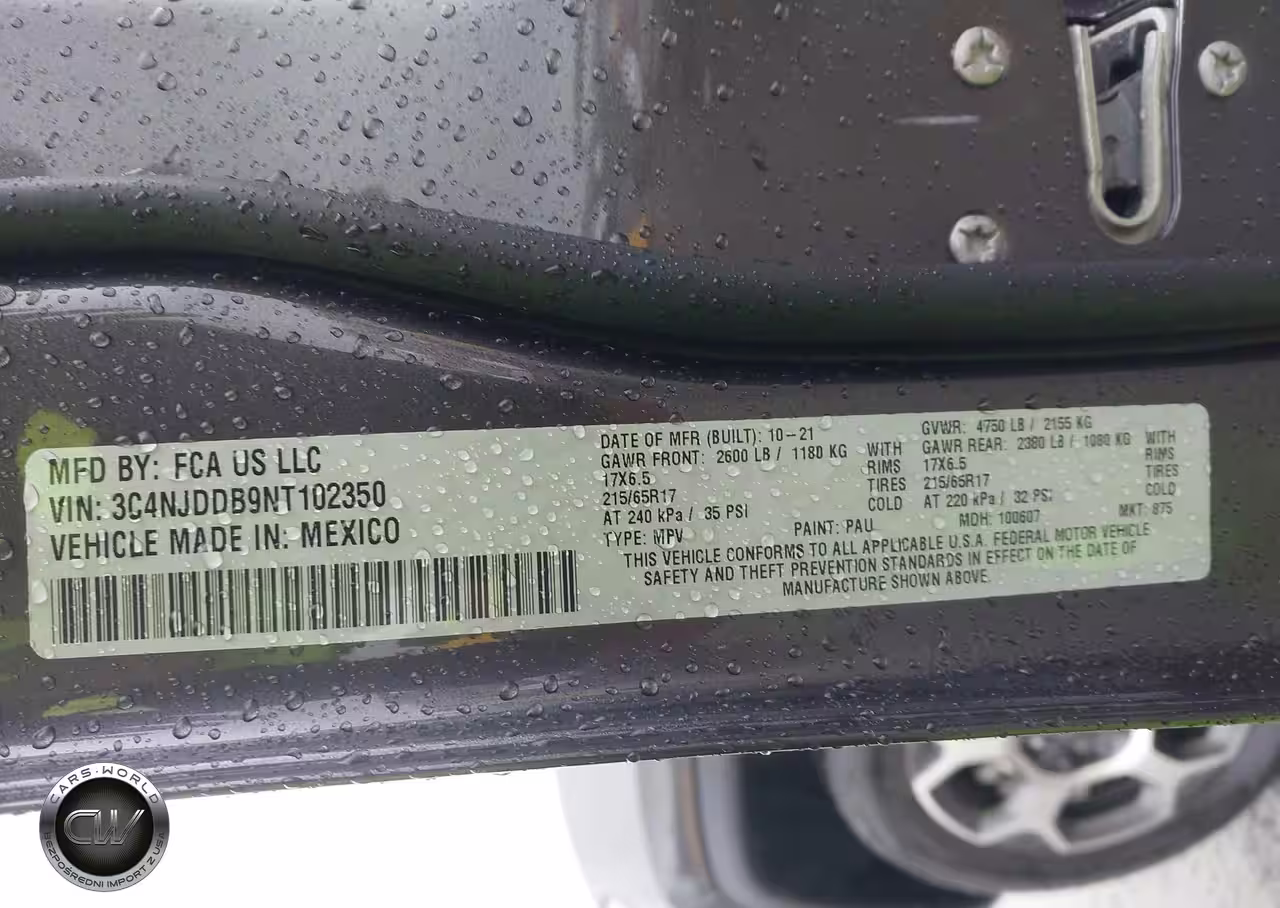 MFD BY: FCA US LLC
VIN: 3C4NJDDB9NT102350
VEHICLE MADE IN: MEXICO
DATE OF MFR (BUILT): 10-21
GAWR FRONT: 2600 LB / 1180 KG WITH
17X6.5 RIMS
215/65R17 TIRES
AT 240 kPa / 35 PSI COLD
GVWR: 4750 LB / 2155 KG
GAWR REAR: 2380 LB / 1080 KG WITH
17X6.5 RIMS
215/65R17 TIRES
AT 220 kPa / 32 PSI COLD
TYPE: MPV PAINT: PAU MDH: 100607 MKT: 875
THIS VEHICLE CONFORMS TO ALL APPLICABLE U.S.A. FEDERAL MOTOR VEHICLE
SAFETY AND THEFT PREVENTION STANDARDS IN EFFECT ON THE DATE OF
MANUFACTURE SHOWN ABOVE.
CARS-WORLD
CW
BEZPOŚREDNI IMPORT Z USA